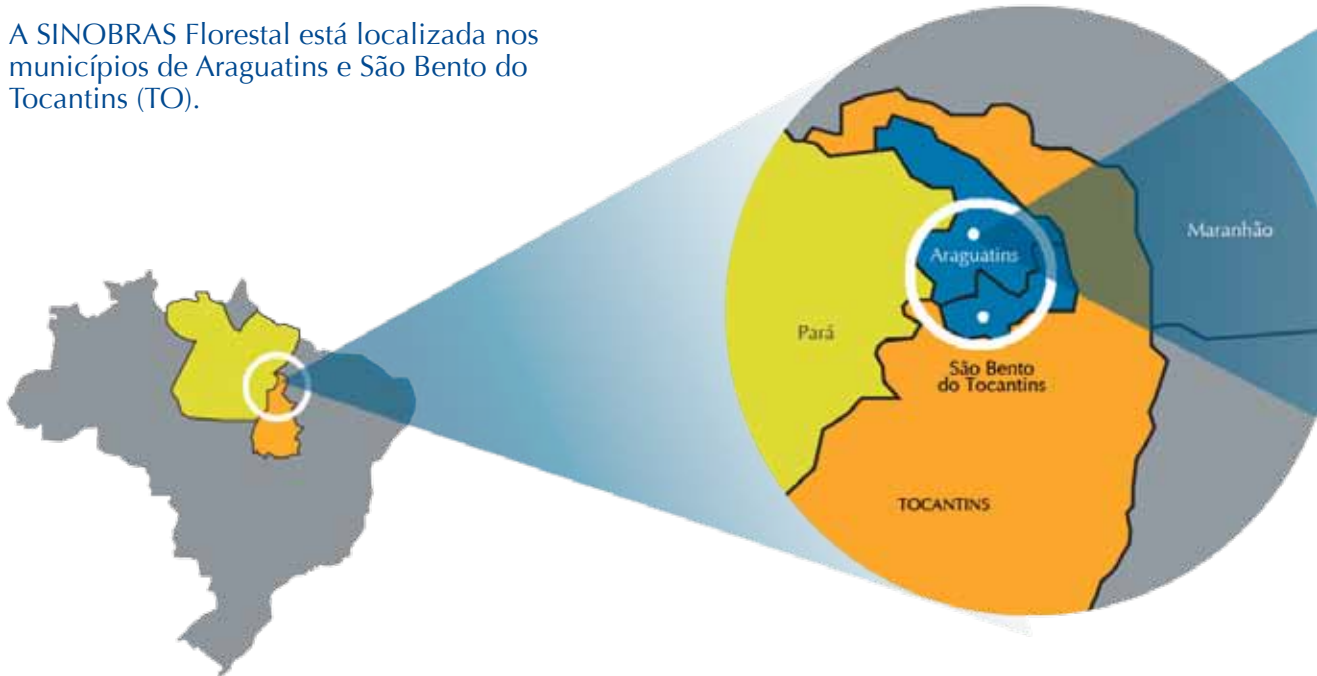 A SINOBRAS Florestal está localizada nos
municípios de Araguatins e São Bento do
Tocantins (TO).
Maranhão
Araguatins
Pará
São Bento
do Tocantins
TOCANTINS